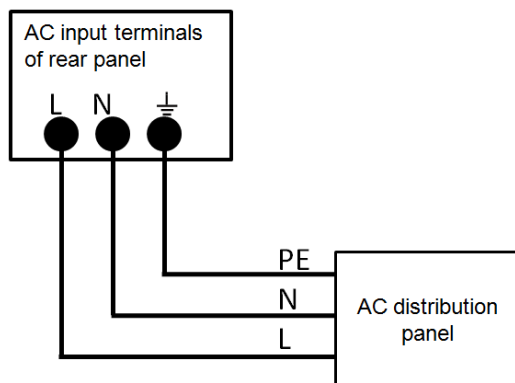 AC input terminals
of rear panel
L N
PE
N
L
AC distribution
panel